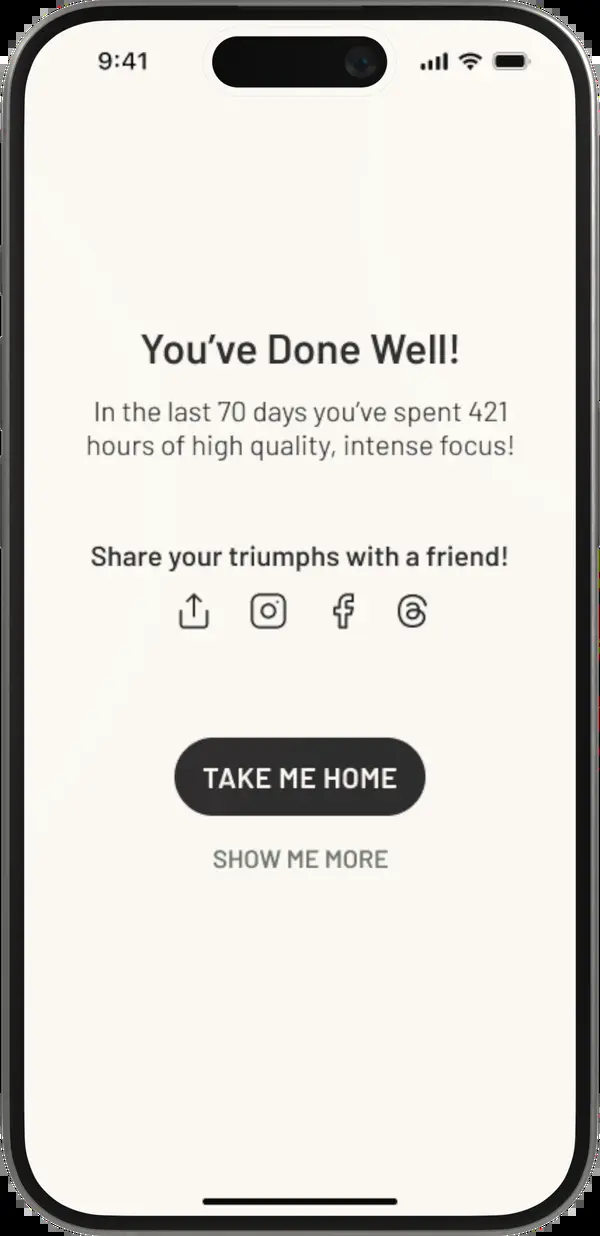 9:41
You’ve Done Well!
In the last 70 days you’ve spent 421
hours of high quality, intense focus!
Share your triumphs with a friend!
TAKE ME HOME
SHOW ME MORE